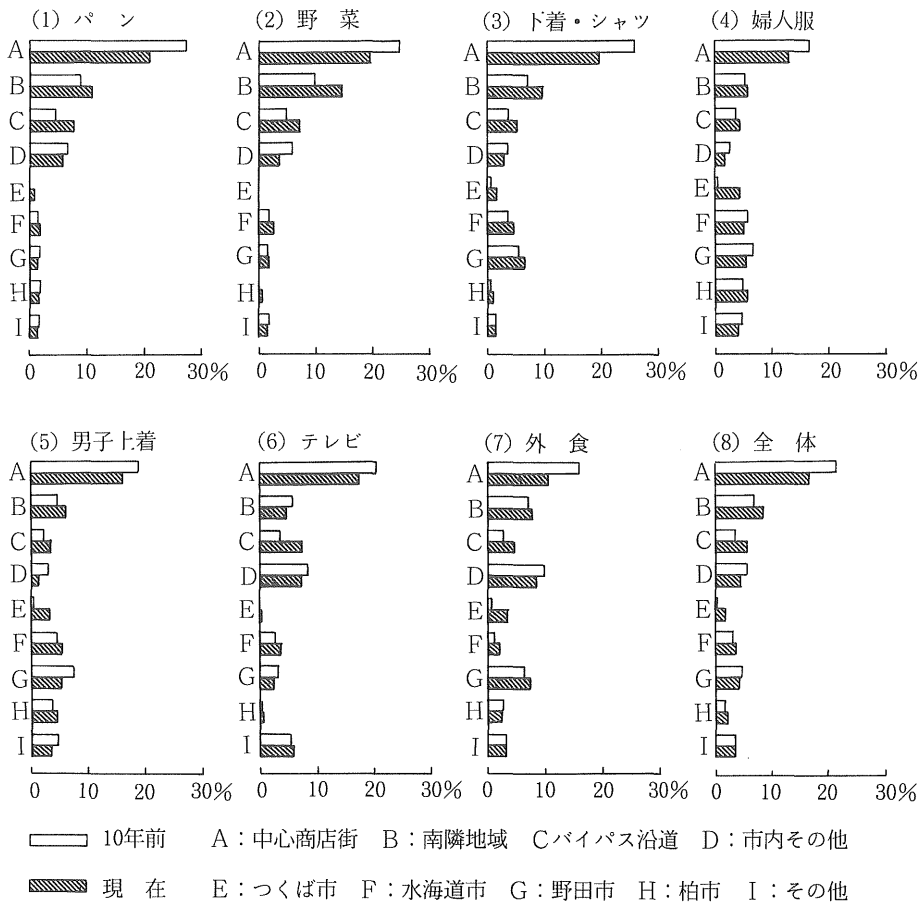 (1) パン (2) 野 菜 (3) 下着・シャツ (4) 婦人服
A A A A
B B B B
C C C C
D D D D
E E E E
F F F F
G G G G
H H H H
I I I I
0 10 20 30% 0 10 20 30% 0 10 20 30% 0 10 20 30%
(5) 男子上着 (6) テレビ (7) 外 食 (8) 全 体
A A A A
B B B B
C C C C
D D D D
E E E E
F F F F
G G G G
H H H H
I I I I
0 10 20 30% 0 10 20 30% 0 10 20 30% 0 10 20 30%
10年前 A：中心商店街 B：南隣地域 Cバイパス沿道 D：市内その他
現 在 E：つくば市 F：水海道市 G：野田市 H：柏市 I：その他